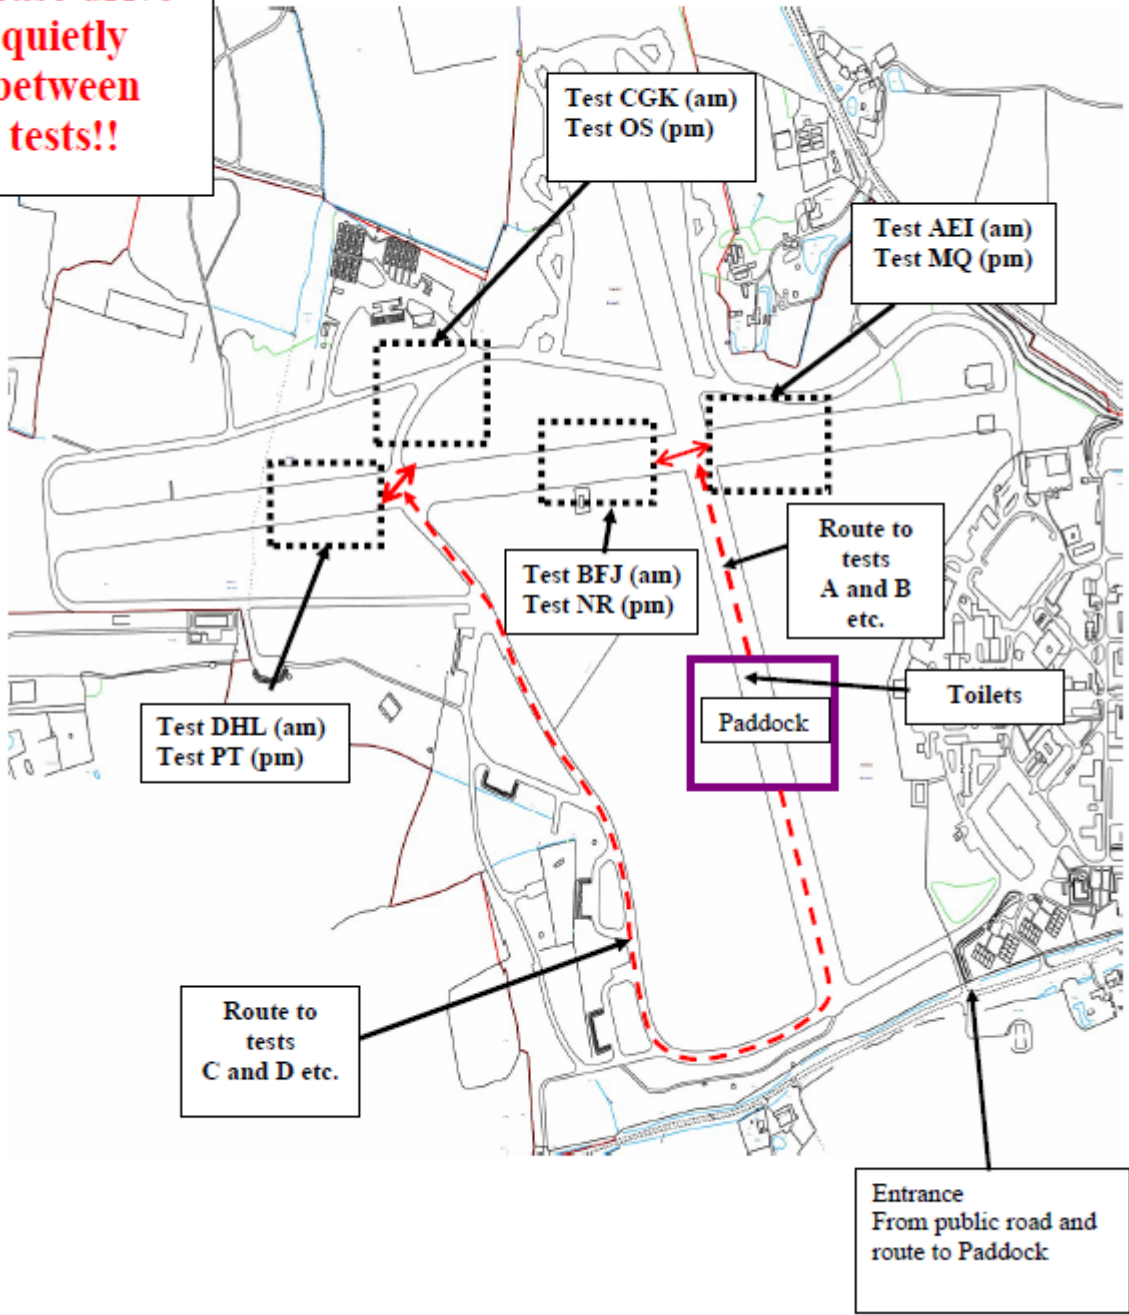 quietly
between
tests!!
Test CGK (am)
Test OS (pm)
Test AEI (am)
Test MQ (pm)
Route to
tests
A and B
etc.
Test BFJ (am)
Test NR (pm)
Toilets
Paddock
Test DHL (am)
Test PT (pm)
Route to
tests
C and D etc.
Entrance
From public road and
route to Paddock